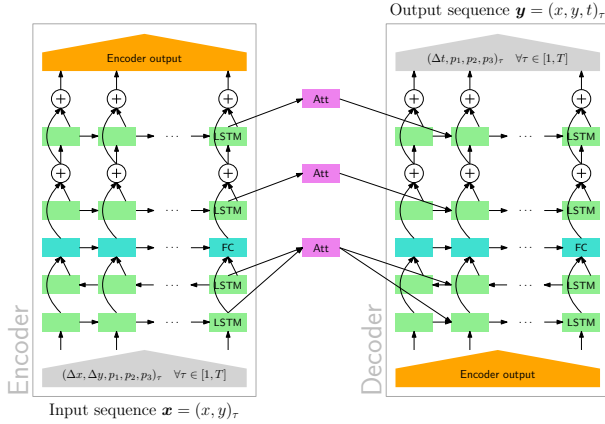 Output sequence y = (x, y, t)τ
Encoder output
(Δt, p₁, p₂, p₃)τ ∀τ ∈ [1, T]
+ + +
+ + +
Att
LSTM
LSTM
+ + +
+ + +
Att
LSTM
LSTM
FC
Att
FC
LSTM
LSTM
LSTM
LSTM
Encoder
(Δx, Δy, p₁, p₂, p₃)τ ∀τ ∈ [1, T]
Decoder
Encoder output
Input sequence x = (x, y)τ